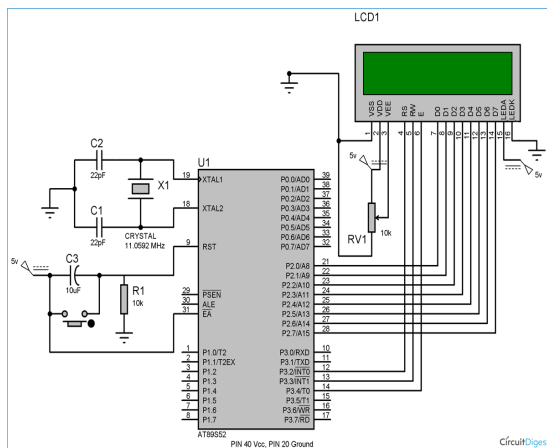 LCD1
VSS
VDD
VEE
RS
RW
E
D0
D1
D2
D3
D4
D5
D6
D7
LEDA
LEDK
1
2
3
4
5
6
7
8
9
10
11
12
13
14
15
16
5v
5v
RV1
10k
C2
22pF
C1
22pF
X1
CRYSTAL
11.0592 MHz
5v
C3
10uF
R1
10k
U1
19
XTAL1
18
XTAL2
9
RST
29
PSEN
30
ALE
31
EA
1
P1.0/T2
2
P1.1/T2EX
3
P1.2
4
P1.3
5
P1.4
6
P1.5
7
P1.6
8
P1.7
P0.0/AD0
39
P0.1/AD1
38
P0.2/AD2
37
P0.3/AD3
36
P0.4/AD4
35
P0.5/AD5
34
P0.6/AD6
33
P0.7/AD7
32
P2.0/A8
21
P2.1/A9
22
P2.2/A10
23
P2.3/A11
24
P2.4/A12
25
P2.5/A13
26
P2.6/A14
27
P2.7/A15
28
P3.0/RXD
10
P3.1/TXD
11
P3.2/INT0
12
P3.3/INT1
13
P3.4/T0
14
P3.5/T1
15
P3.6/WR
16
P3.7/RD
17
AT89S52
PIN 40 Vcc, PIN 20 Ground
CircuitDiges